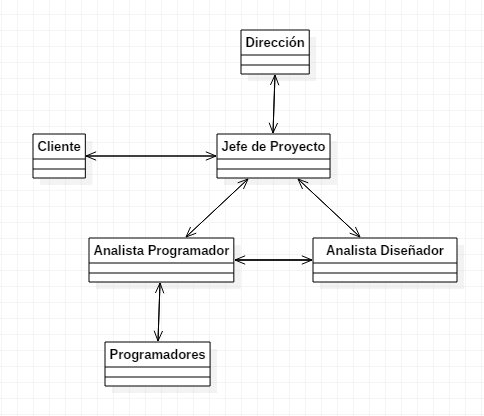 Dirección
Cliente
Jefe de Proyecto
Analista Programador
Analista Diseñador
Programadores